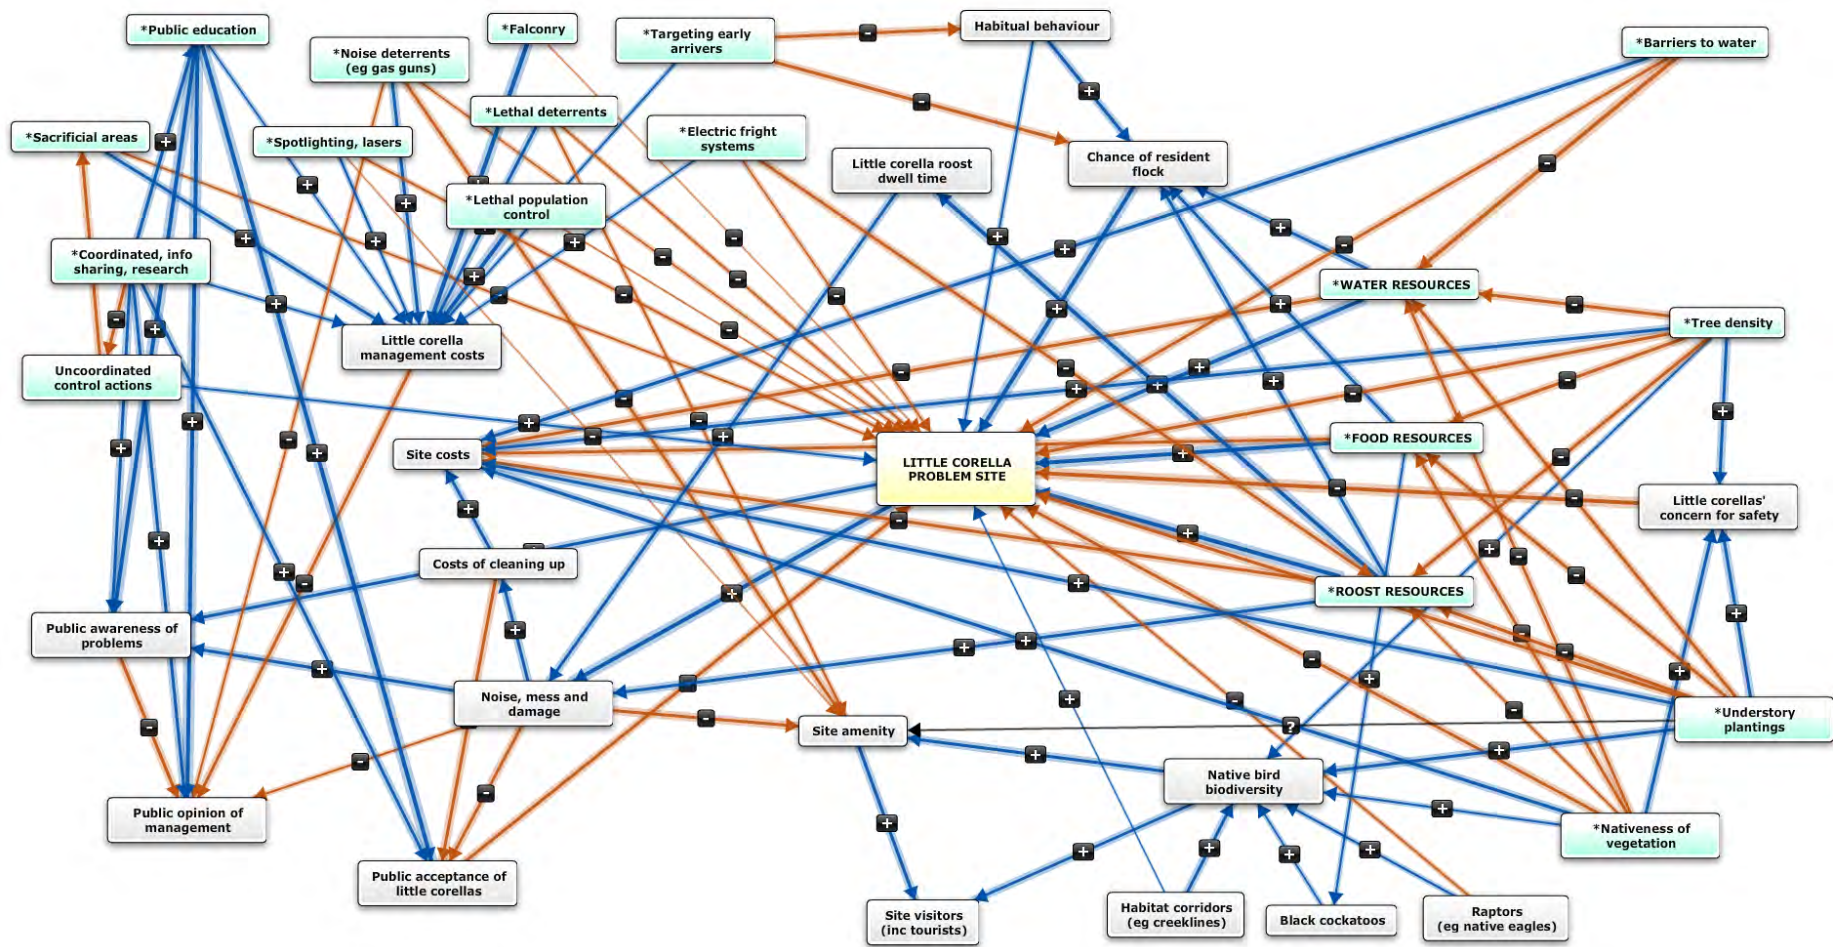 *Public education
*Noise deterrents
(eg gas guns)
*Falconry
*Targeting early
arrivers
Habitual behaviour
*Barriers to water
*Sacrificial areas
*Spotlighting, lasers
*Lethal deterrents
*Electric fright
systems
Little corella roost
dwell time
Chance of resident
flock
*Lethal population
control
*Coordinated, info
sharing, research
*WATER RESOURCES
*Tree density
Uncoordinated
control actions
Little corella
management costs
Site costs
LITTLE CORELLA
PROBLEM SITE
*FOOD RESOURCES
Little corellas'
concern for safety
Costs of cleaning up
*ROOST RESOURCES
Public awareness of
problems
Noise, mess and
damage
Site amenity
*Understory
plantings
Native bird
biodiversity
Public opinion of
management
*Nativeness of
vegetation
Public acceptance of
little corellas
Site visitors
(inc tourists)
Habitat corridors
(eg creeklines)
Black cockatoos
Raptors
(eg native eagles)
?